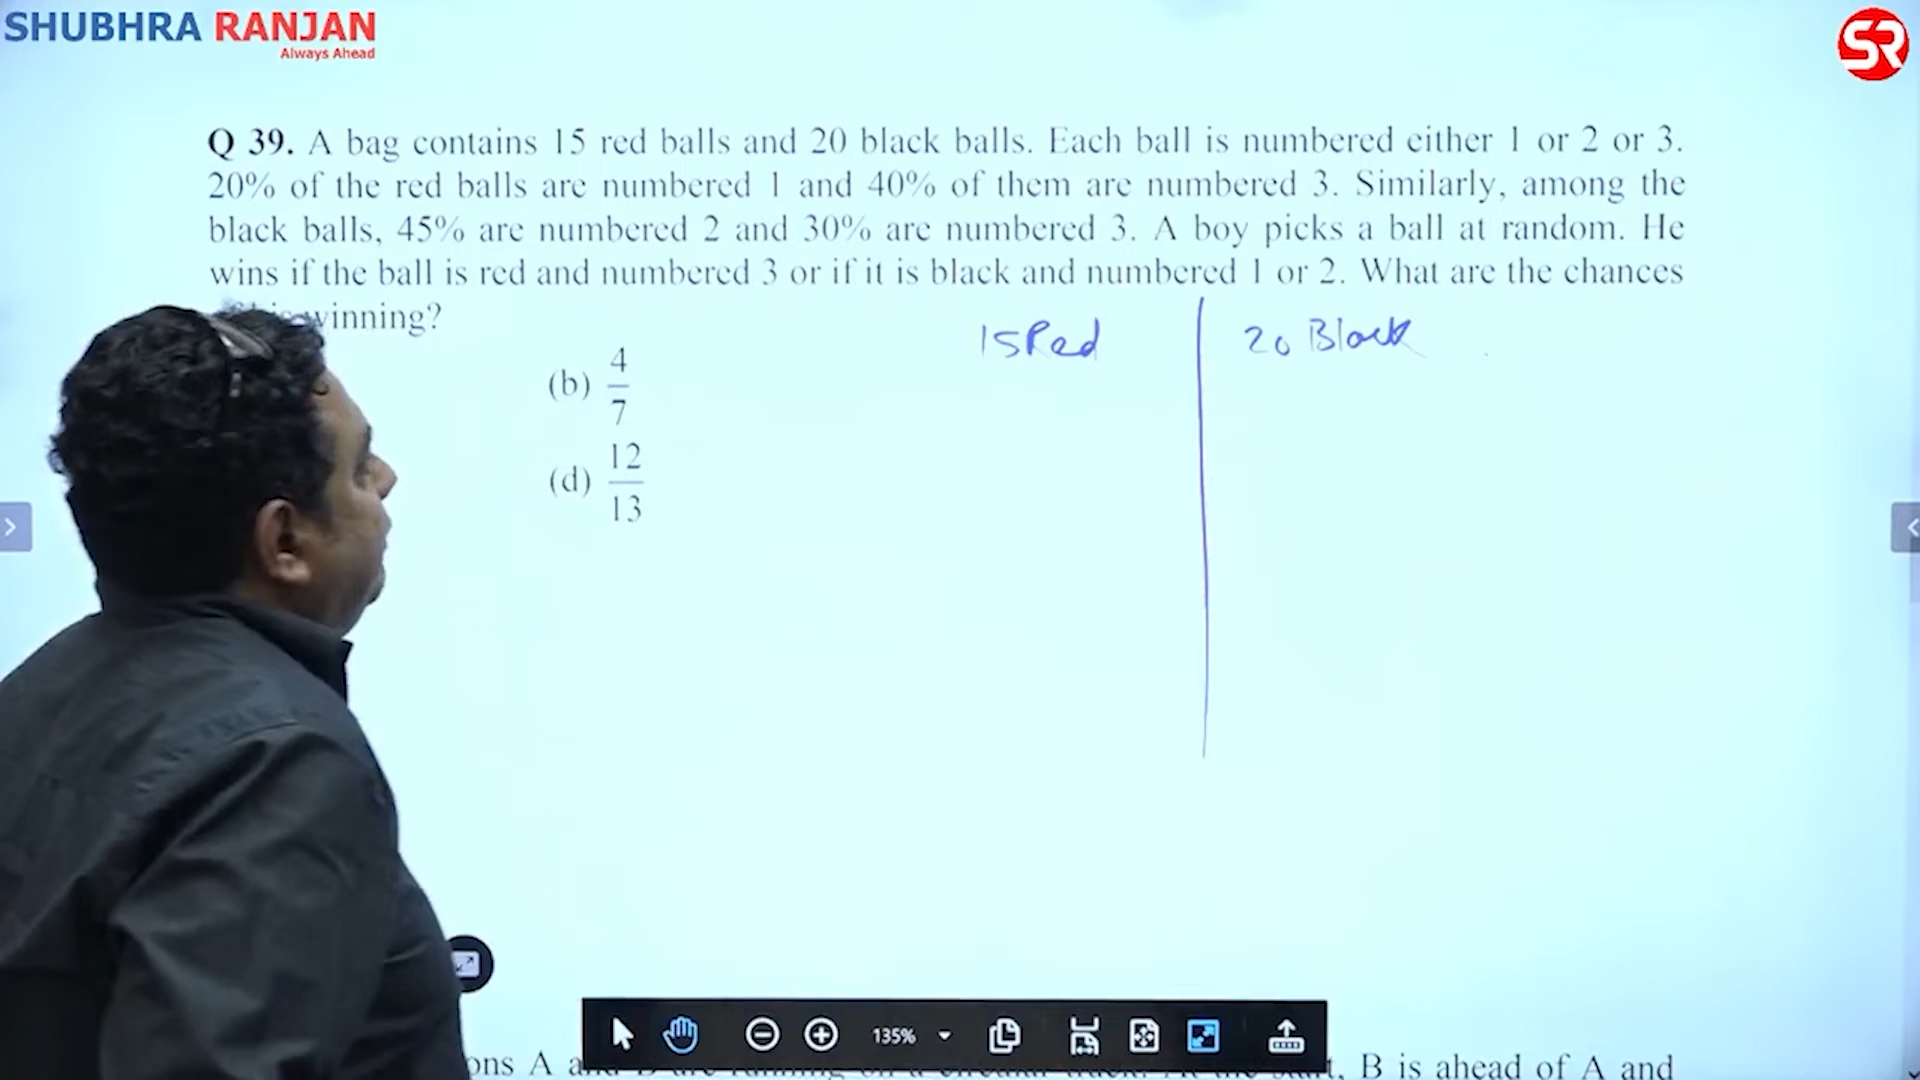 SHUBHRA RANJAN
Always Ahead
SR
Q 39. A bag contains 15 red balls and 20 black balls. Each ball is numbered either 1 or 2 or 3.
20% of the red balls are numbered 1 and 40% of them are numbered 3. Similarly, among the
black balls, 45% are numbered 2 and 30% are numbered 3. A boy picks a ball at random. He
wins if the ball is red and numbered 3 or if it is black and numbered 1 or 2. What are the chances
winning?
15 Red
20 Black
(b) 4/7
(d) 12/13
135%
ons A a
, B is ahead of A and